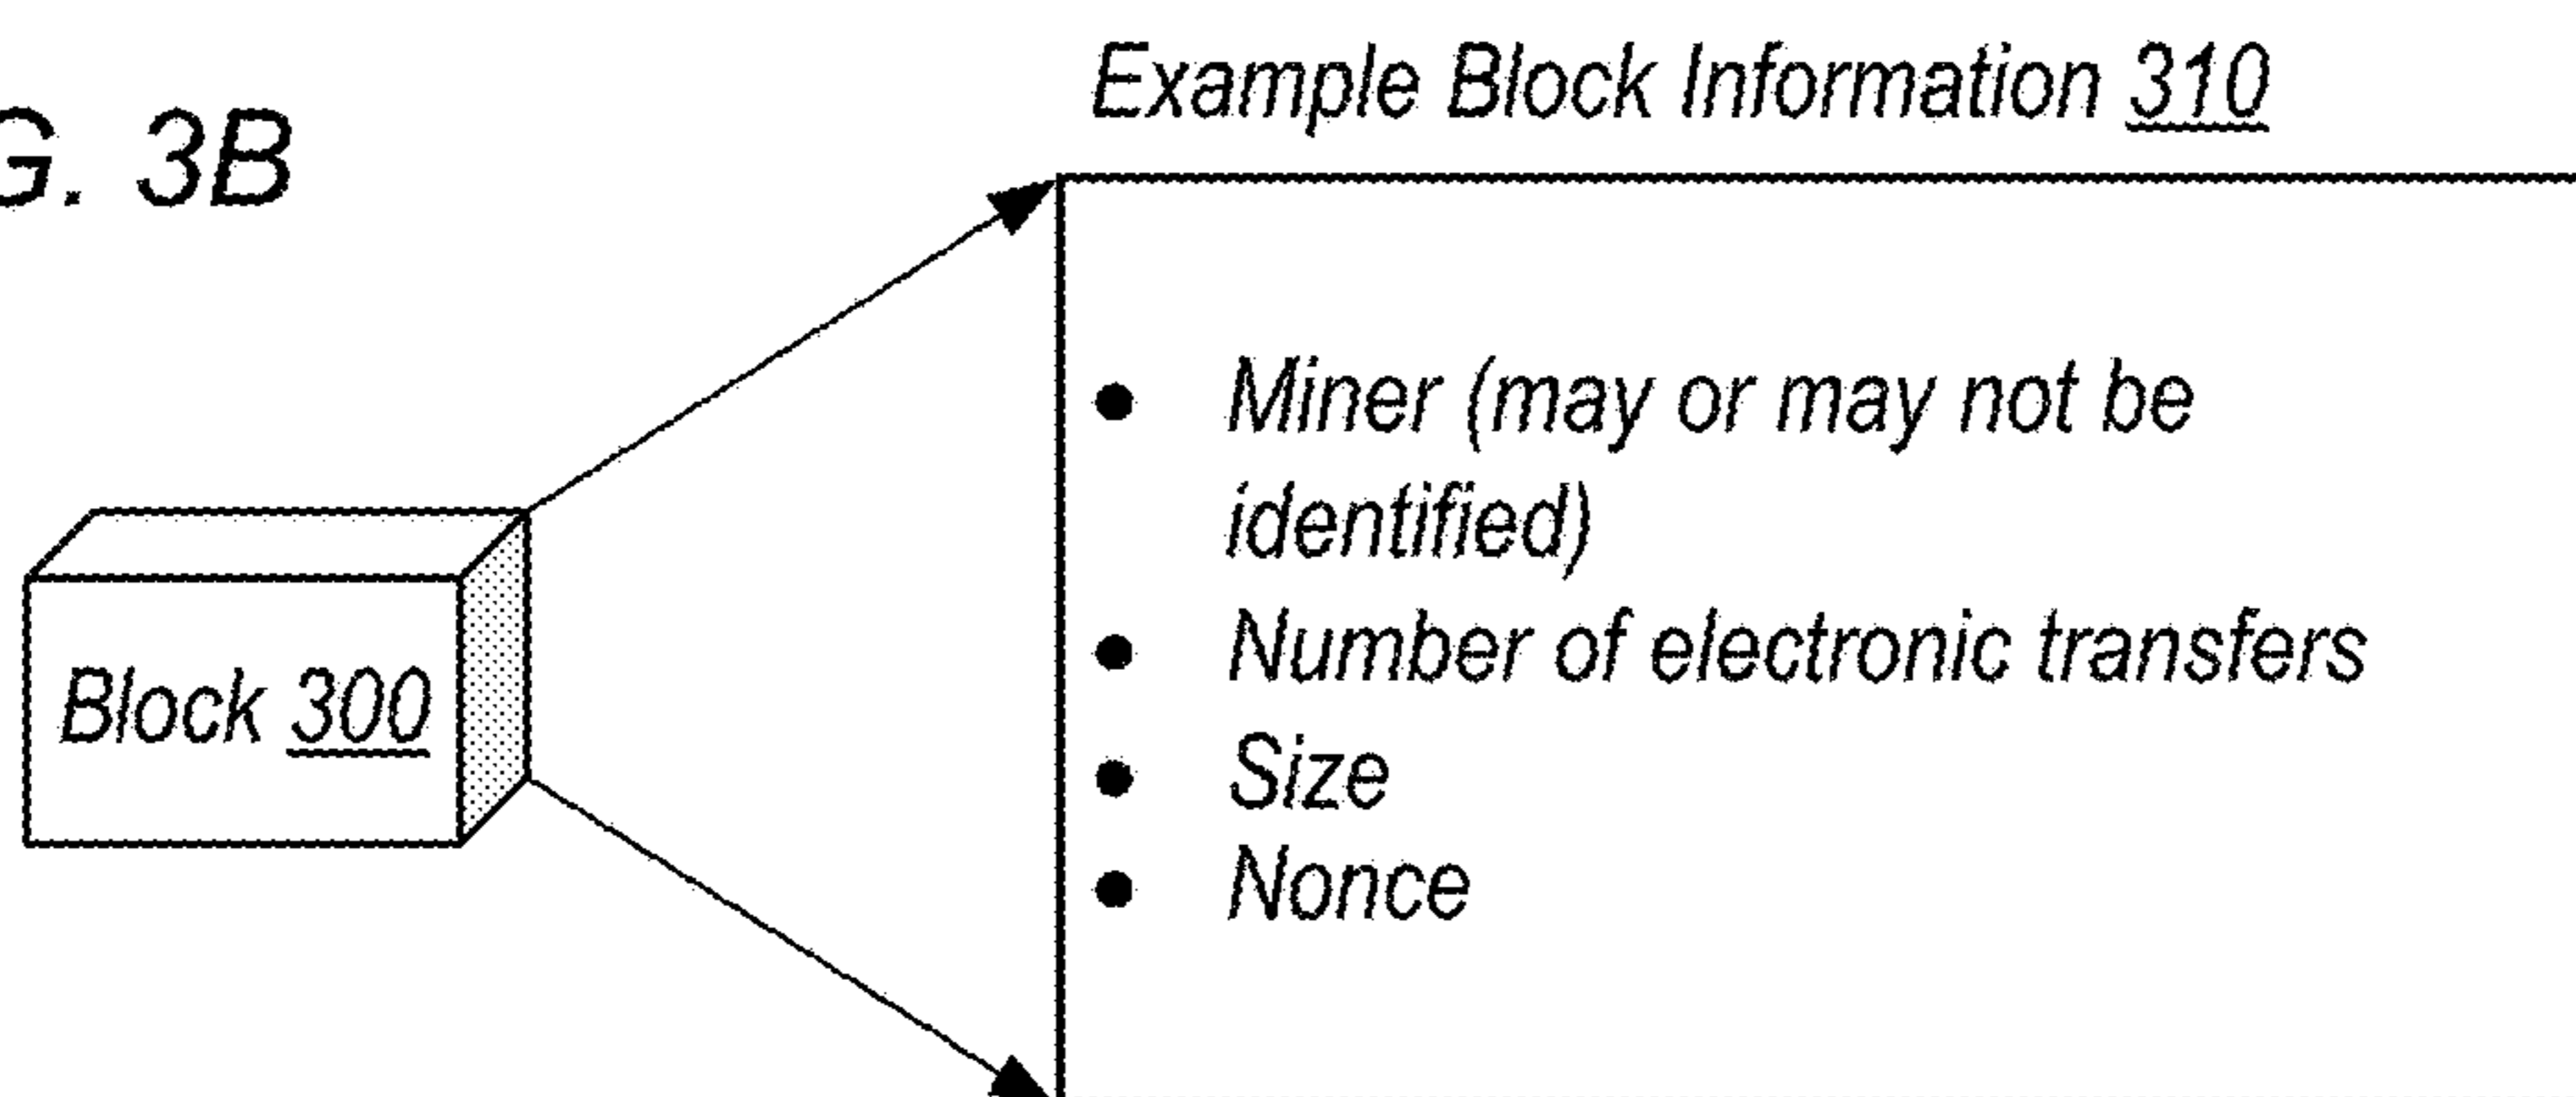 Example Block Information 310
G. 3B
• Miner (may or may not be
identified)
• Number of electronic transfers
Block 300
• Size
• Nonce